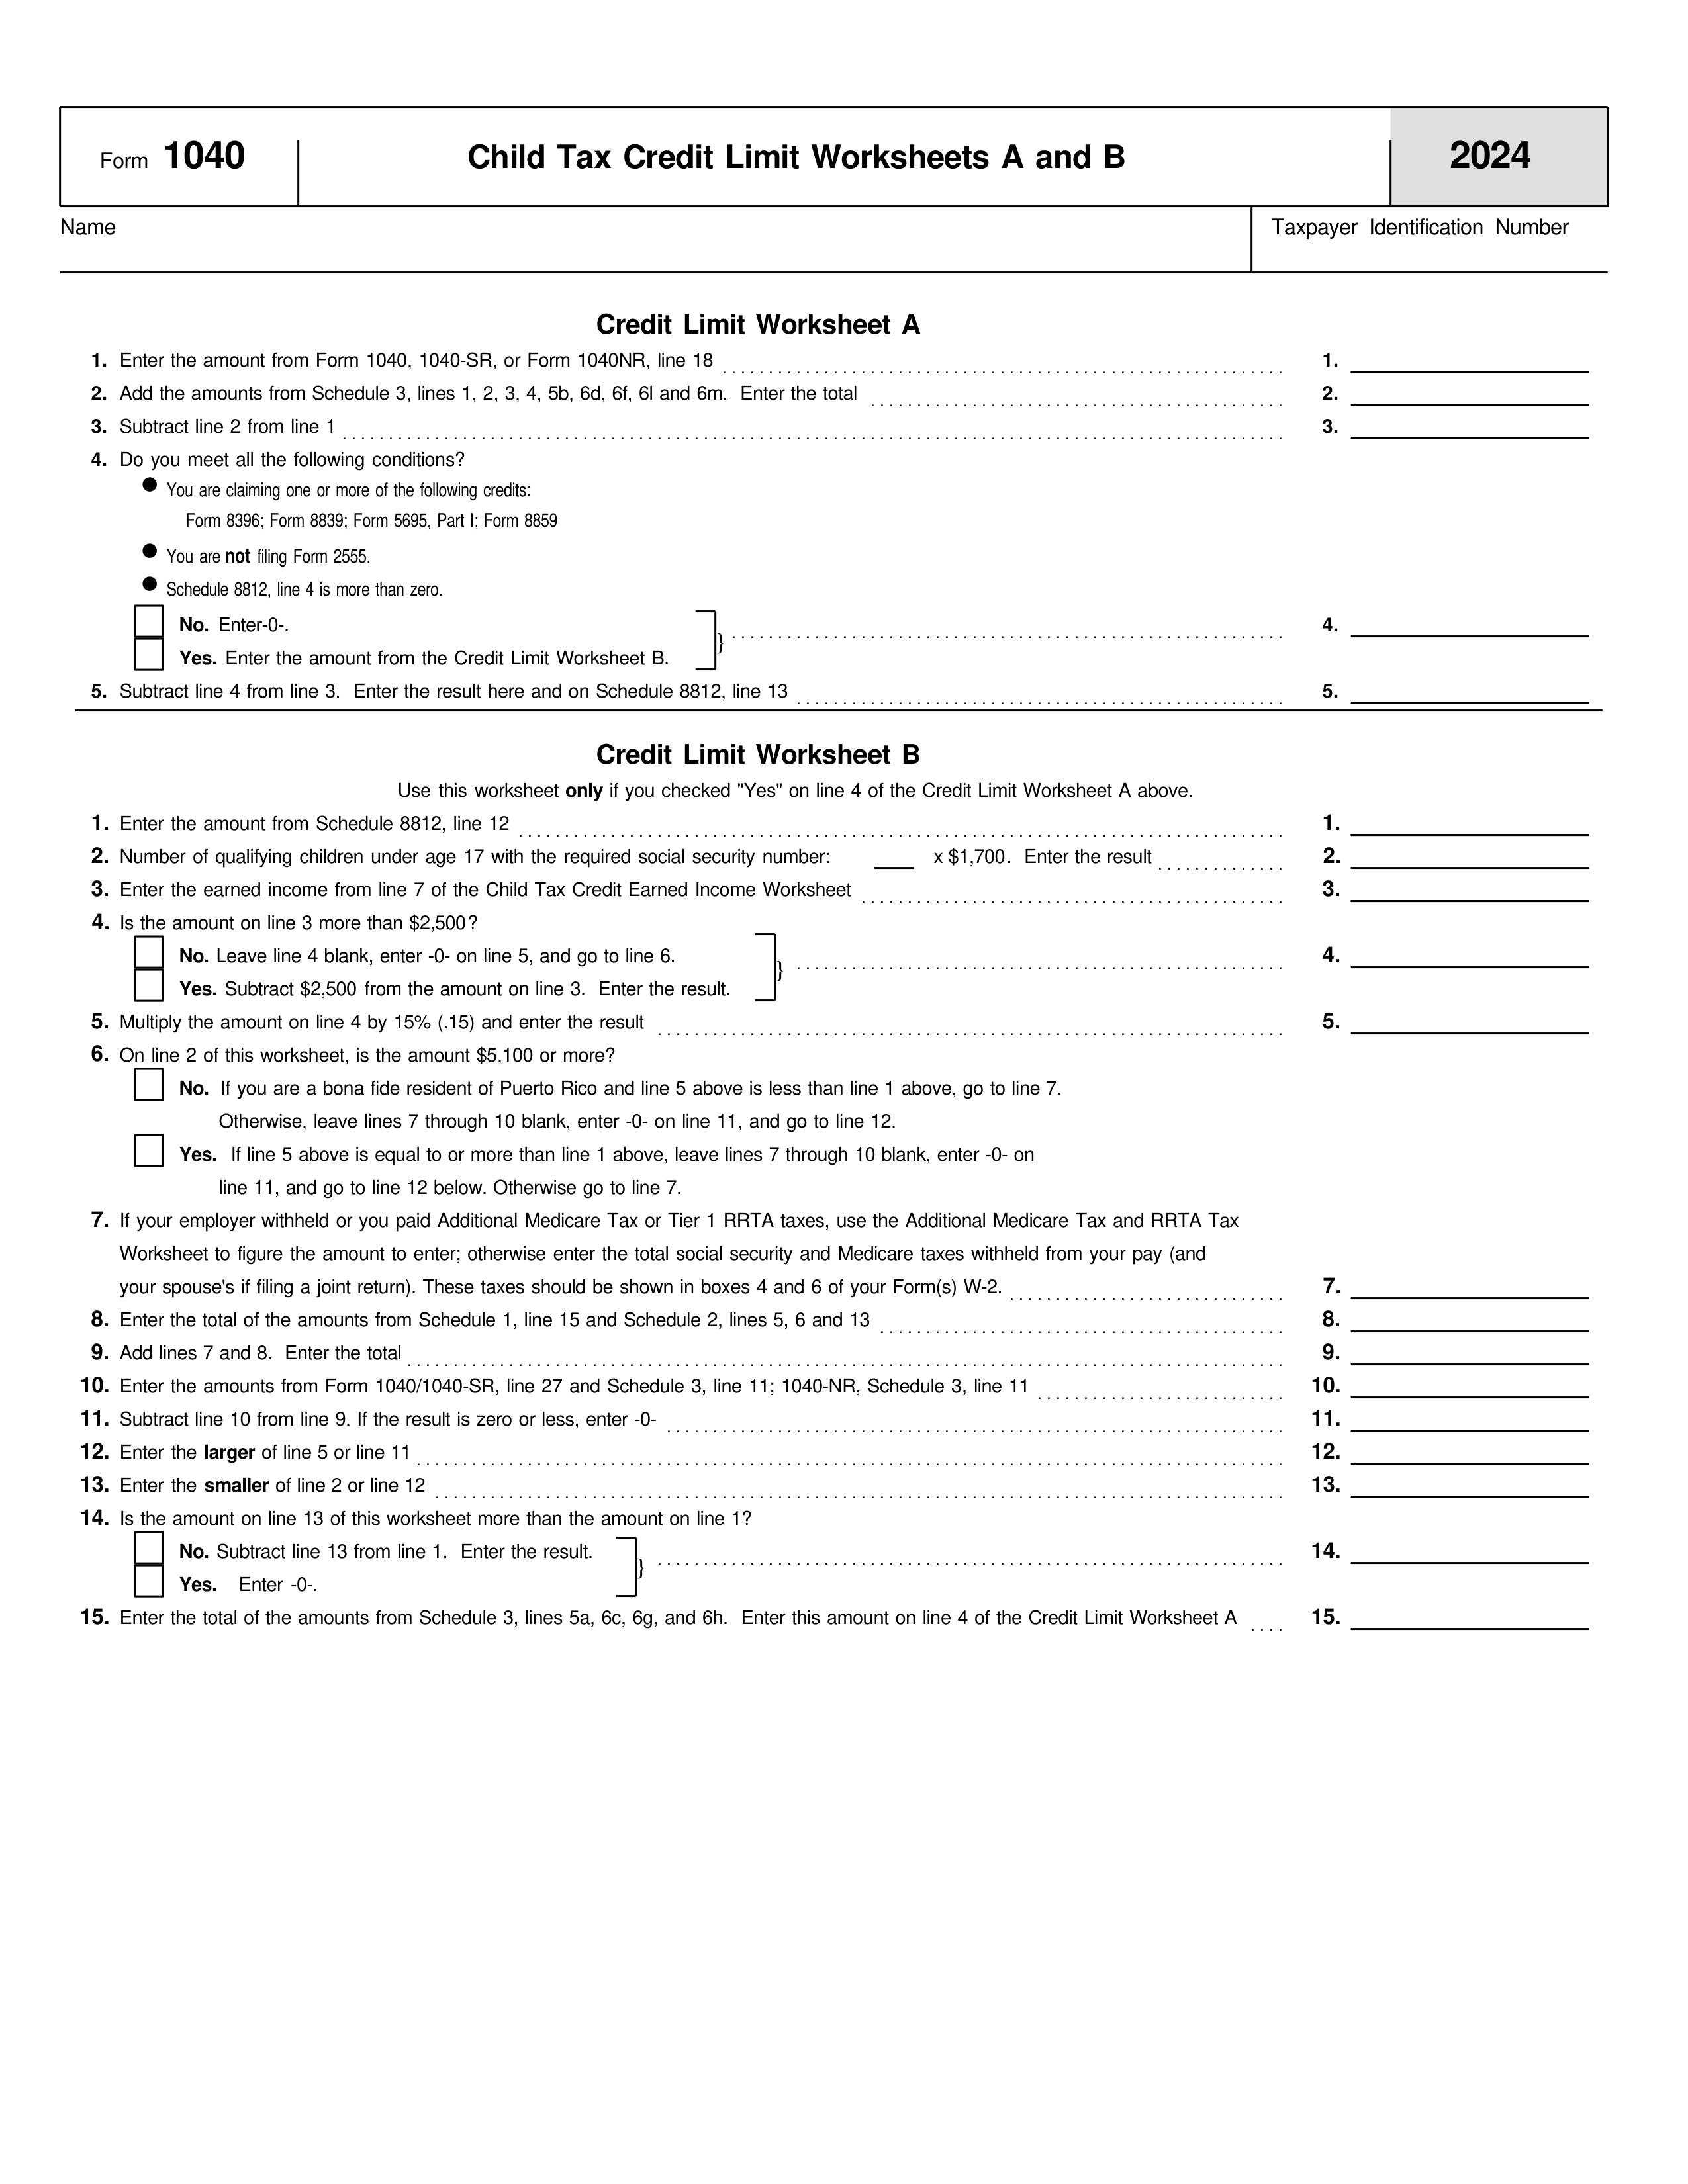 Form 1040
Child Tax Credit Limit Worksheets A and B
2024
Name
Taxpayer Identification Number
Credit Limit Worksheet A
1. Enter the amount from Form 1040, 1040-SR, or Form 1040NR, line 18 1.
2. Add the amounts from Schedule 3, lines 1, 2, 3, 4, 5b, 6d, 6f, 6l and 6m. Enter the total 2.
3. Subtract line 2 from line 1 3.
4. Do you meet all the following conditions?
● You are claiming one or more of the following credits:
Form 8396; Form 8839; Form 5695, Part I; Form 8859
● You are not filing Form 2555.
● Schedule 8812, line 4 is more than zero.
No. Enter-0-. } 4.
Yes. Enter the amount from the Credit Limit Worksheet B.
5. Subtract line 4 from line 3. Enter the result here and on Schedule 8812, line 13 5.
Credit Limit Worksheet B
Use this worksheet only if you checked "Yes" on line 4 of the Credit Limit Worksheet A above.
1. Enter the amount from Schedule 8812, line 12 1.
2. Number of qualifying children under age 17 with the required social security number: ___ x $1,700. Enter the result 2.
3. Enter the earned income from line 7 of the Child Tax Credit Earned Income Worksheet 3.
4. Is the amount on line 3 more than $2,500?
No. Leave line 4 blank, enter -0- on line 5, and go to line 6. } 4.
Yes. Subtract $2,500 from the amount on line 3. Enter the result.
5. Multiply the amount on line 4 by 15% (.15) and enter the result 5.
6. On line 2 of this worksheet, is the amount $5,100 or more?
No. If you are a bona fide resident of Puerto Rico and line 5 above is less than line 1 above, go to line 7.
Otherwise, leave lines 7 through 10 blank, enter -0- on line 11, and go to line 12.
Yes. If line 5 above is equal to or more than line 1 above, leave lines 7 through 10 blank, enter -0- on
line 11, and go to line 12 below. Otherwise go to line 7.
7. If your employer withheld or you paid Additional Medicare Tax or Tier 1 RRTA taxes, use the Additional Medicare Tax and RRTA Tax
Worksheet to figure the amount to enter; otherwise enter the total social security and Medicare taxes withheld from your pay (and
your spouse's if filing a joint return). These taxes should be shown in boxes 4 and 6 of your Form(s) W-2. 7.
8. Enter the total of the amounts from Schedule 1, line 15 and Schedule 2, lines 5, 6 and 13 8.
9. Add lines 7 and 8. Enter the total 9.
10. Enter the amounts from Form 1040/1040-SR, line 27 and Schedule 3, line 11; 1040-NR, Schedule 3, line 11 10.
11. Subtract line 10 from line 9. If the result is zero or less, enter -0- 11.
12. Enter the larger of line 5 or line 11 12.
13. Enter the smaller of line 2 or line 12 13.
14. Is the amount on line 13 of this worksheet more than the amount on line 1?
No. Subtract line 13 from line 1. Enter the result. } 14.
Yes. Enter -0-.
15. Enter the total of the amounts from Schedule 3, lines 5a, 6c, 6g, and 6h. Enter this amount on line 4 of the Credit Limit Worksheet A 15.